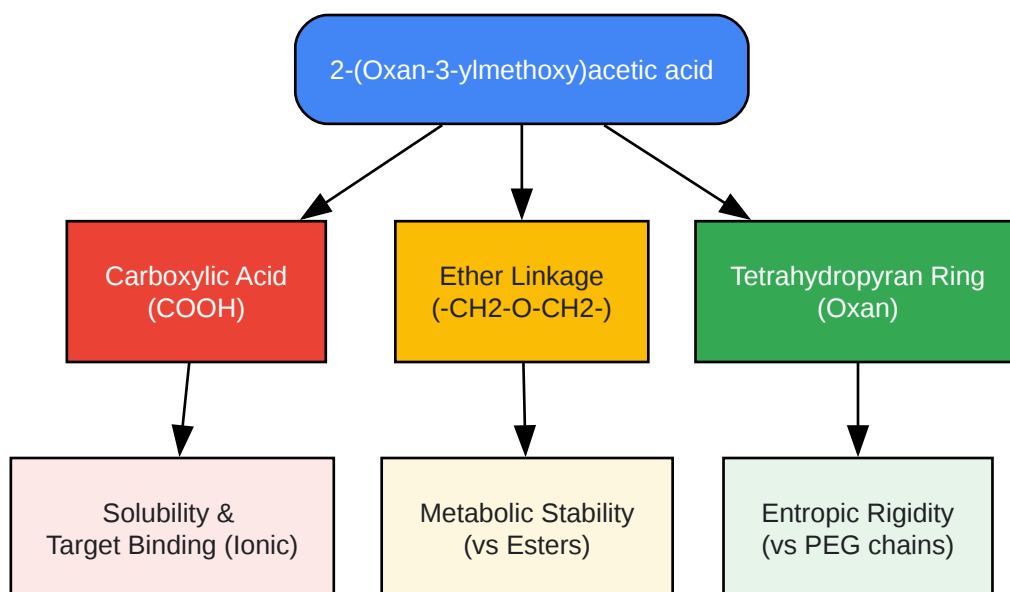 2-(Oxan-3-ylmethoxy)acetic acid
Carboxylic Acid
(COOH)
Ether Linkage
(-CH2-O-CH2-)
Tetrahydropyran Ring
(Oxan)
Solubility &
Target Binding (Ionic)
Metabolic Stability
(vs Esters)
Entropic Rigidity
(vs PEG chains)